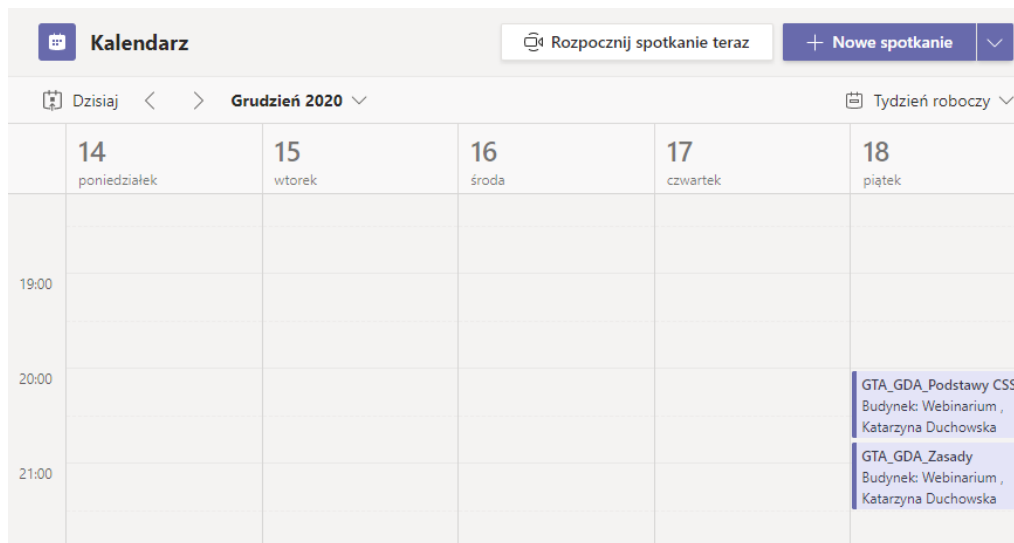 Kalendarz
Rozpocznij spotkanie teraz
Nowe spotkanie
Dzisiaj
Grudzień 2020
Tydzień roboczy
14
poniedziałek
15
wtorek
16
środa
17
czwartek
18
piątek
19:00
20:00
GTA_GDA_Podstawy CSS
Budynek: Webinarium ,
Katarzyna Duchowska
21:00
GTA_GDA_Zasady
Budynek: Webinarium ,
Katarzyna Duchowska